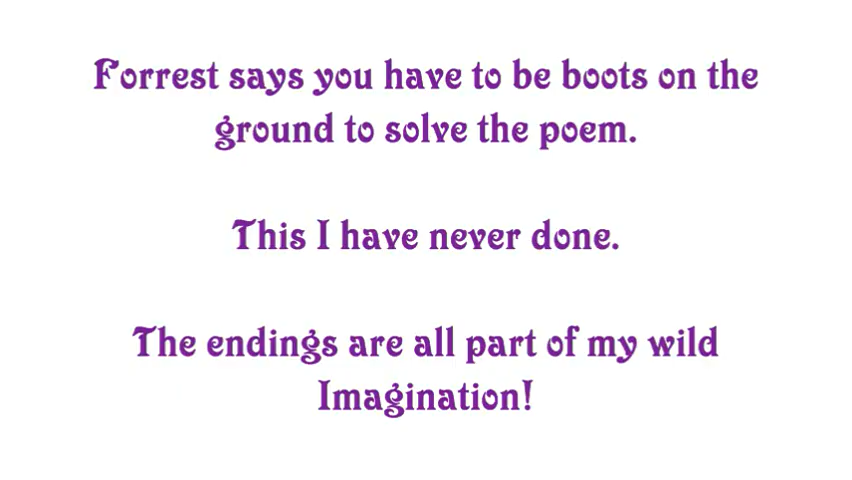 Forrest says you have to be boots on the
ground to solve the poem.
This I have never done.
The endings are all part of my wild
Imagination!